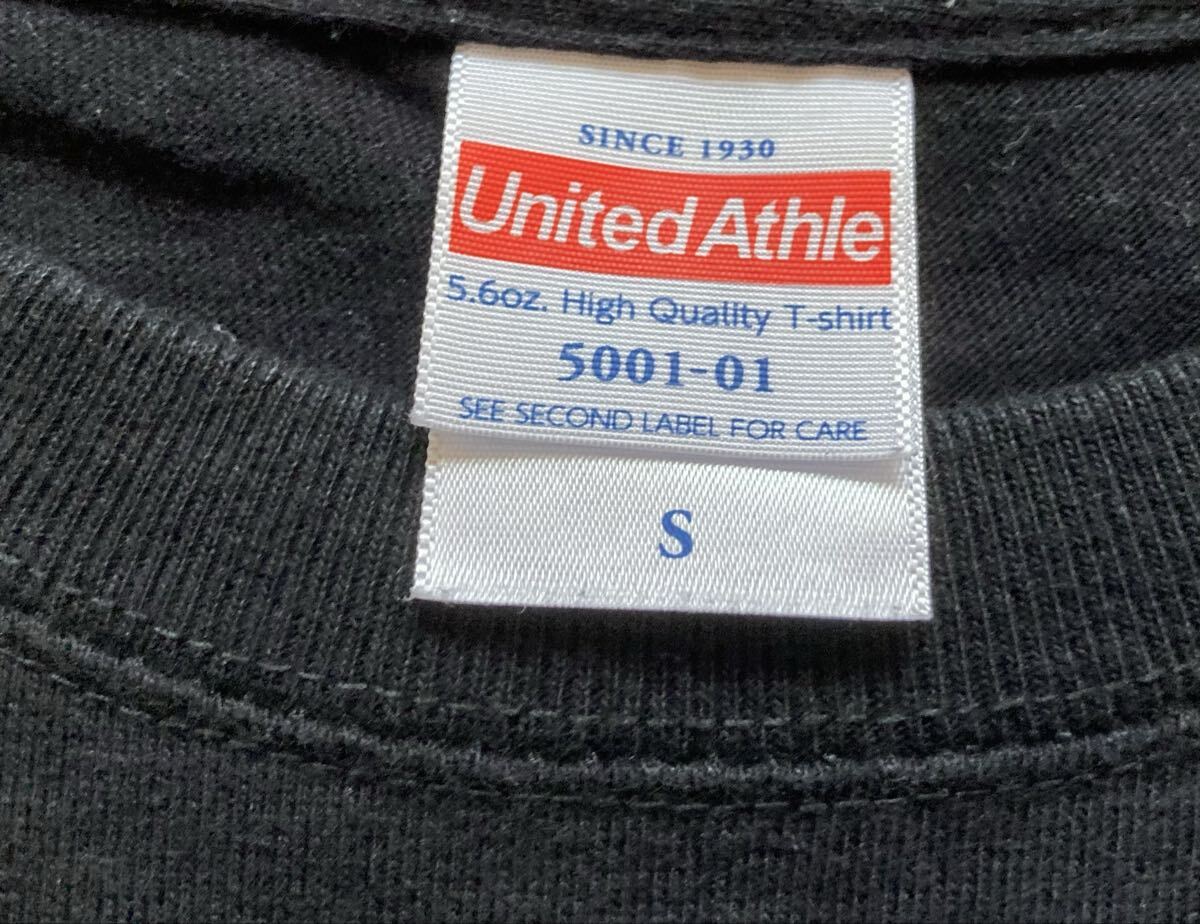 SINCE 1930
United Athle
5.6oz. High Quality T-shirt
5001-01
SEE SECOND LABEL FOR CARE
S